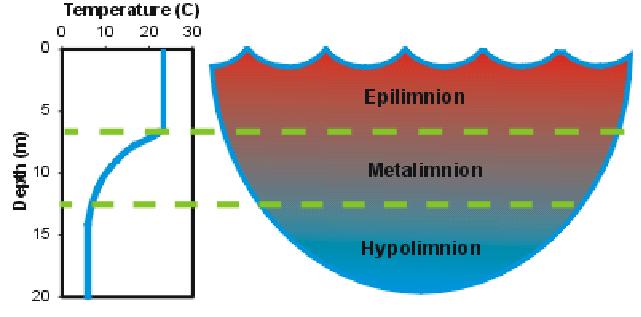 Temperature (C)
0 10 20 30
0
5
10
15
20
Depth (m)
Epilimnion
Metalimnion
Hypolimnion